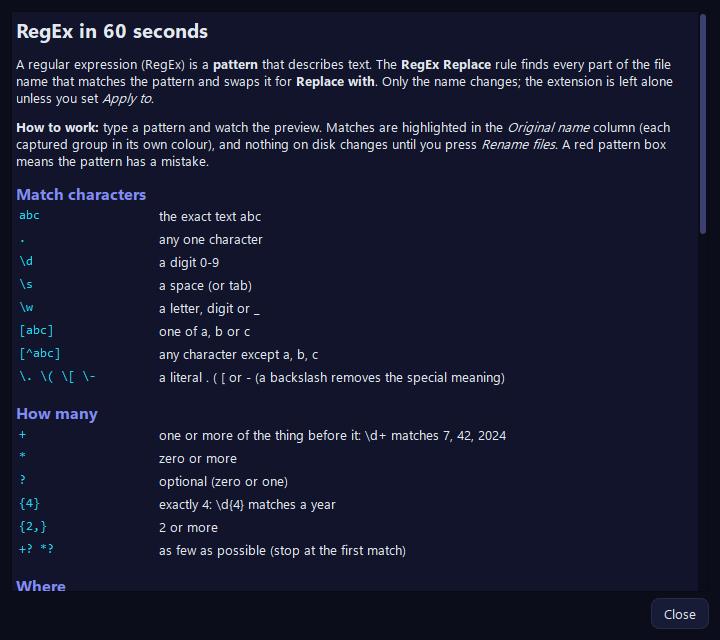 RegEx in 60 seconds
A regular expression (RegEx) is a pattern that describes text. The RegEx Replace rule finds every part of the file
name that matches the pattern and swaps it for Replace with. Only the name changes; the extension is left alone
unless you set Apply to.
How to work: type a pattern and watch the preview. Matches are highlighted in the Original name column (each
captured group in its own colour), and nothing on disk changes until you press Rename files. A red pattern box
means the pattern has a mistake.
Match characters
abc the exact text abc
. any one character
\d a digit 0-9
\s a space (or tab)
\w a letter, digit or _
[abc] one of a, b or c
[^abc] any character except a, b, c
\. \( \[ \- a literal . ( [ or - (a backslash removes the special meaning)
How many
+ one or more of the thing before it: \d+ matches 7, 42, 2024
* zero or more
? optional (zero or one)
{4} exactly 4: \d{4} matches a year
{2,} 2 or more
+? *? as few as possible (stop at the first match)
Where
Close